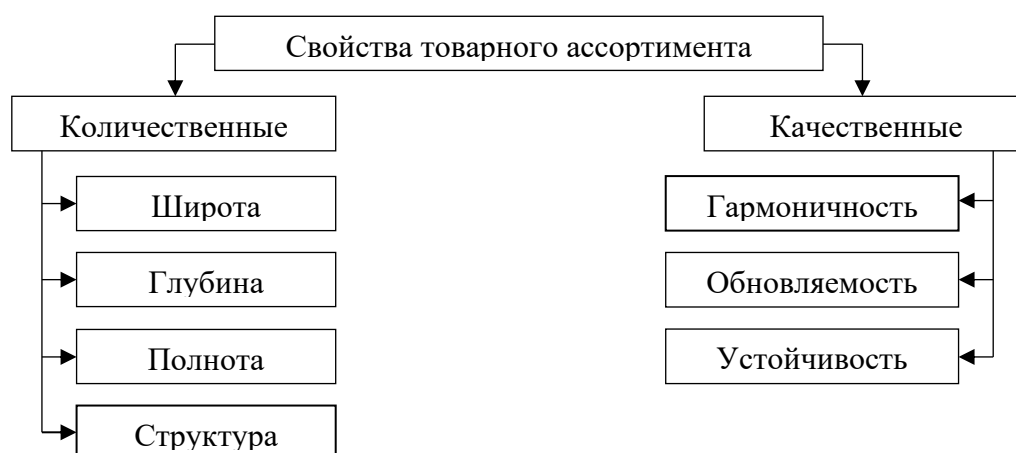 Свойства товарного ассортимента
Количественные
Качественные
Широта
Гармоничность
Глубина
Обновляемость
Полнота
Устойчивость
Структура